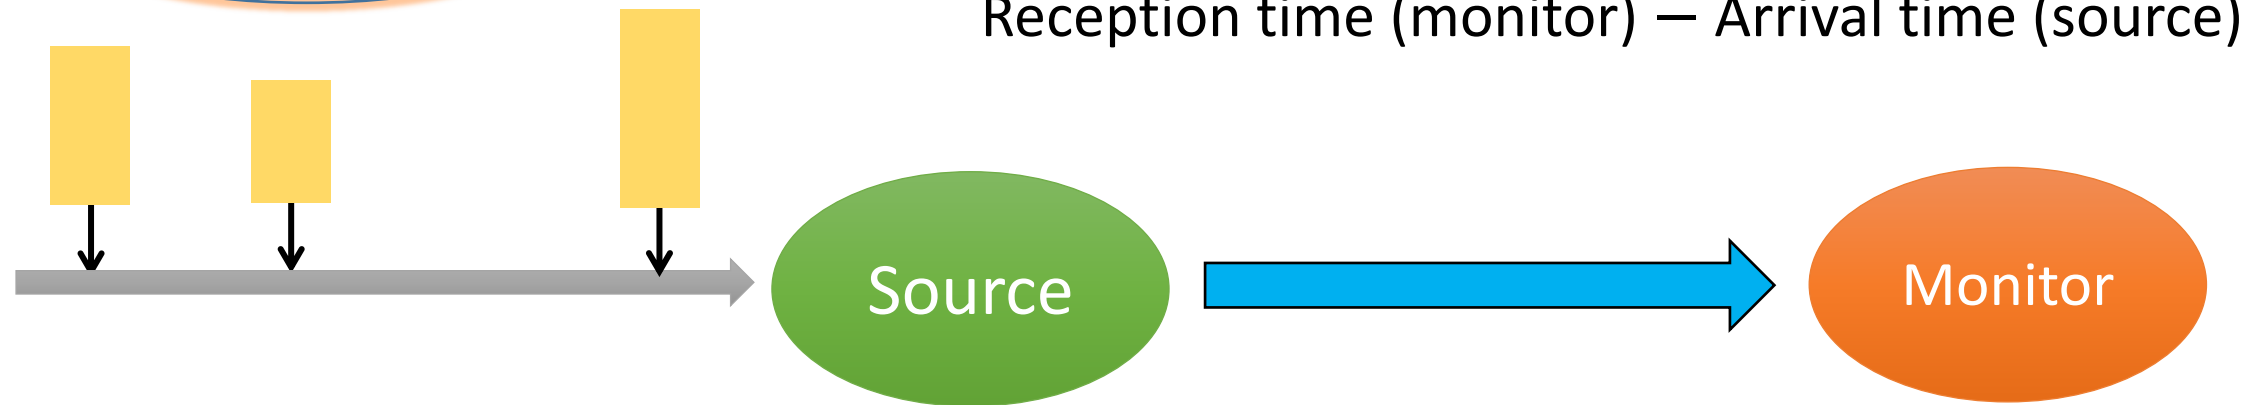 Reception time (monitor) − Arrival time (source)
Source
Monitor